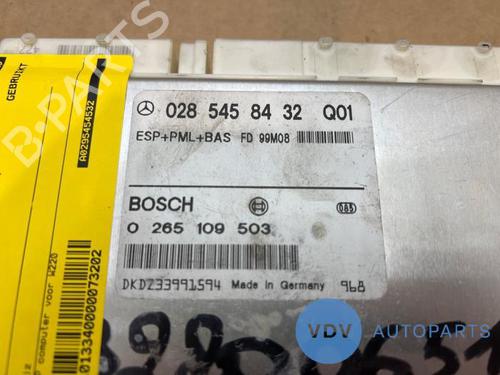 028 545 84 32 Q01
ESP+PML+BAS FD 99M08
BOSCH
0 265 109 503
DKDZ33991594 Made in Germany 968
GEBRUIKT
A0295454532
computer voor W220
0133400000073202
B-PARTS
VDV AUTOPARTS